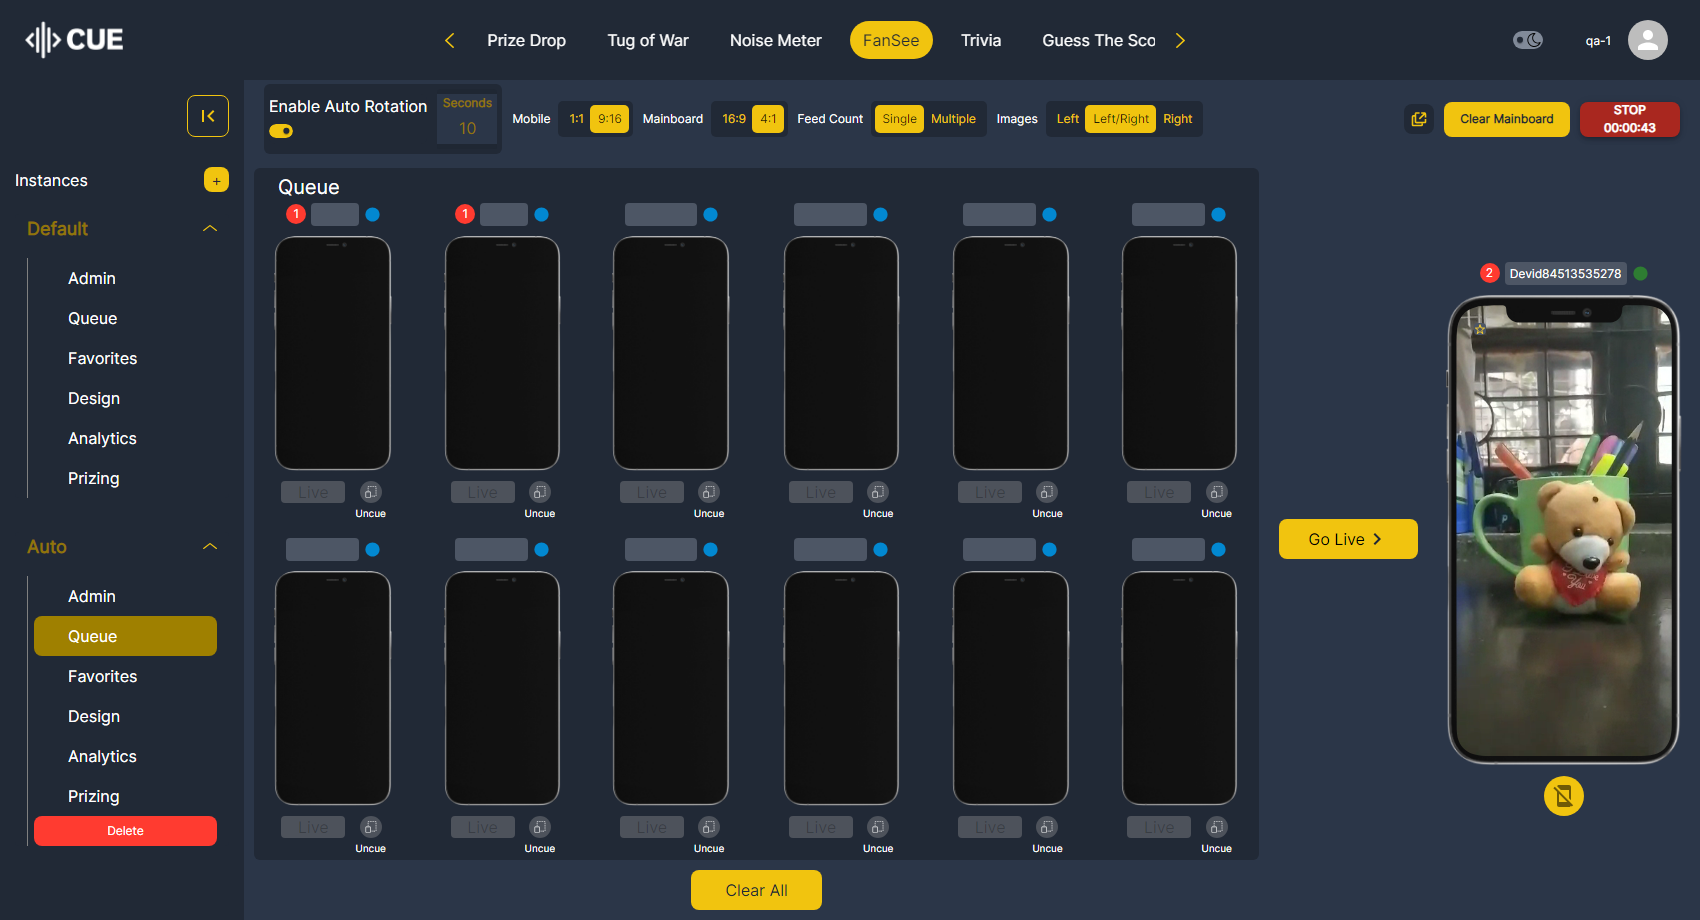 CUE
Prize Drop
Tug of War
Noise Meter
FanSee
Trivia
Guess The Sco
qa-1
Enable Auto Rotation
Seconds
10
Mobile
1:1
9:16
Mainboard
16:9
4:1
Feed Count
Single
Multiple
Images
Left
Left/Right
Right
Clear Mainboard
STOP
00:00:43
Instances
+
Default
Admin
Queue
Favorites
Design
Analytics
Prizing
Auto
Admin
Queue
Favorites
Design
Analytics
Prizing
Delete
Queue
1
1
Live
Uncue
Live
Uncue
Live
Uncue
Live
Uncue
Live
Uncue
Live
Uncue
Live
Uncue
Live
Uncue
Live
Uncue
Live
Uncue
Live
Uncue
Live
Uncue
Clear All
Go Live
2
Devid84513535278
You